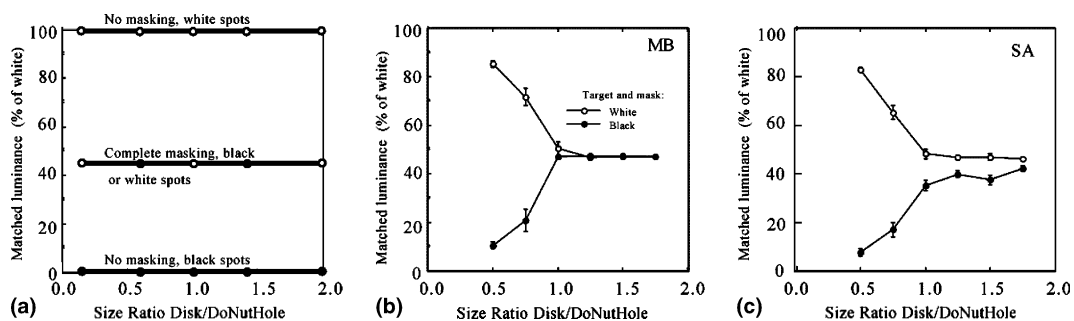 No masking, white spots
100
80
60
40
20
0
Matched luminance (% of white)
Complete masking, black
or white spots
No masking, black spots
0.0 0.5 1.0 1.5 2.0
(a) Size Ratio Disk/DoNutHole
MB
100
80
60
40
20
0
Matched luminance (% of white)
Target and mask:
White
Black
0.0 0.5 1.0 1.5 2.0
(b) Size Ratio Disk/DoNutHole
SA
100
80
60
40
20
0
Matched luminance (% of white)
0.0 0.5 1.0 1.5 2.0
(c) Size Ratio Disk/DoNutHole